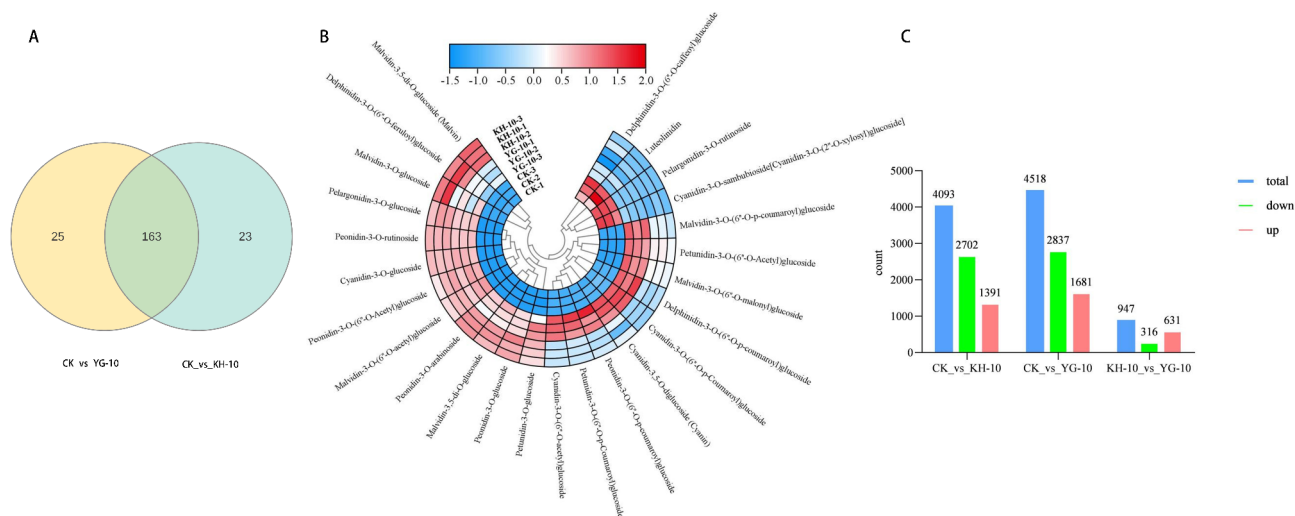 A
25
163
23
CK vs YG-10
CK_vs_KH-10
B
-1.5
-1.0
-0.5
0.0
0.5
1.0
1.5
2.0
Malvidin-3,5-di-O-glucoside (Malvin)
Delphinidin-3-O-(6"-O-feruloyl)glucoside
Malvidin-3-O-glucoside
Pelargonidin-3-O-glucoside
Peonidin-3-O-rutinoside
Cyanidin-3-O-glucoside
Peonidin-3-O-(6"-O-Acetyl)glucoside
Malvidin-3-O-(6"-O-acetyl)glucoside
Peonidin-3-O-arabinoside
Malvidin-3,5-di-O-glucoside
Peonidin-3-O-glucoside
Petunidin-3-O-glucoside
Cyanidin-3-O-(6"-O-acetyl)glucoside
Petunidin-3-O-(6"-O-p-Coumaroyl)glucoside
Peonidin-3-O-(6"-O-p-coumaroyl)glucoside
Cyanidin-3,5-O-diglucoside (Cyanin)
Cyanidin-3-O-(6"-O-p-Coumaroyl)glucoside
Delphinidin-3-O-(6"-O-p-coumaroyl)glucoside
Malvidin-3-O-(6"-O-malonyl)glucoside
Petunidin-3-O-(6"-O-Acetyl)glucoside
Malvidin-3-O-(6"-O-p-coumaroyl)glucoside
Cyanidin-3-O-sambubioside[Cyanidin-3-O-(2"-O-xylosyl)glucoside]
Pelargonidin-3-O-rutinoside
Luteolinidin
Delphinidin-3-O-(6"-O-caffeoyl)glucoside
KH-10-3
KH-10-1
KH-10-2
YG-10-1
YG-10-2
YG-10-3
CK-3
CK-2
CK-1
C
5000
4000
3000
2000
1000
0
count
4093
2702
1391
4518
2837
1681
947
316
631
CK_vs_KH-10
CK_vs_YG-10
KH-10_vs_YG-10
total
down
up